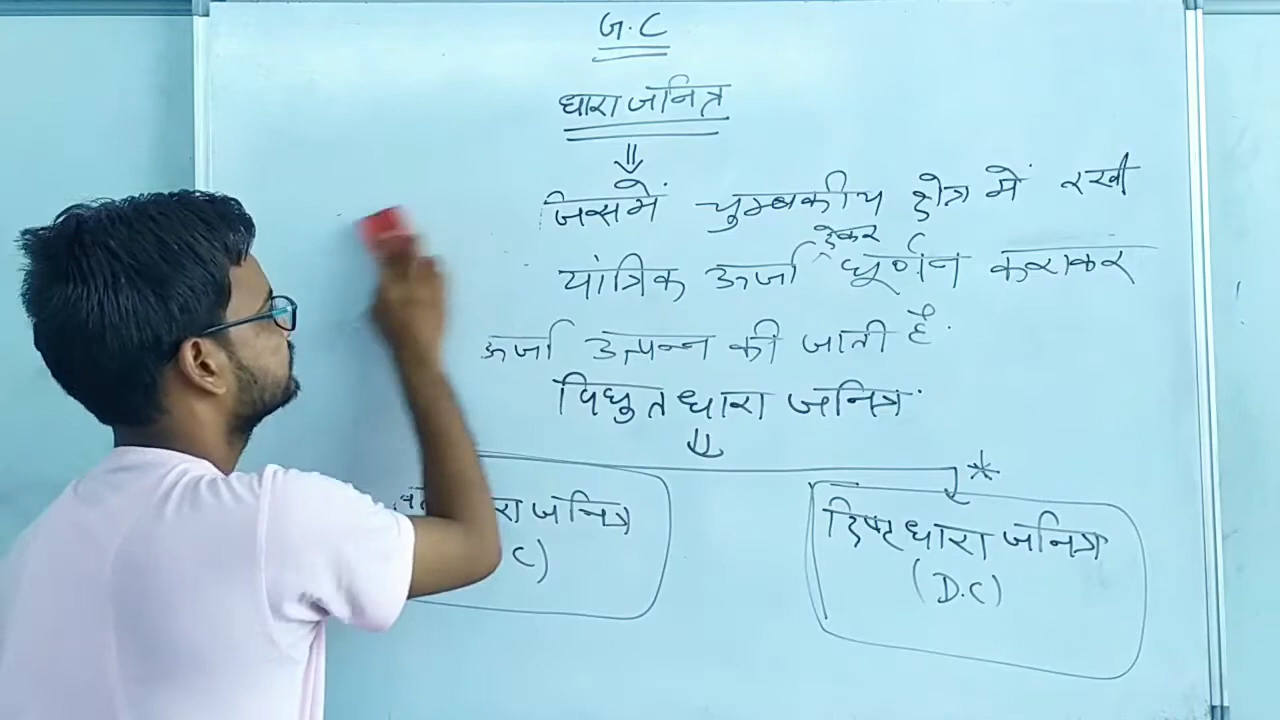 G.C
धारा जनित्र
⇓
जिसमें चुम्बकीय क्षेत्र में रखी
देकर
यांत्रिक ऊर्जा घूर्णन कराकर
ऊर्जा उत्पन्न की जाती है.
विधुत धारा जनित्र.
⇓
*
रा जनित्र
दिष्ट धारा जनित्र
C)
(D.C)